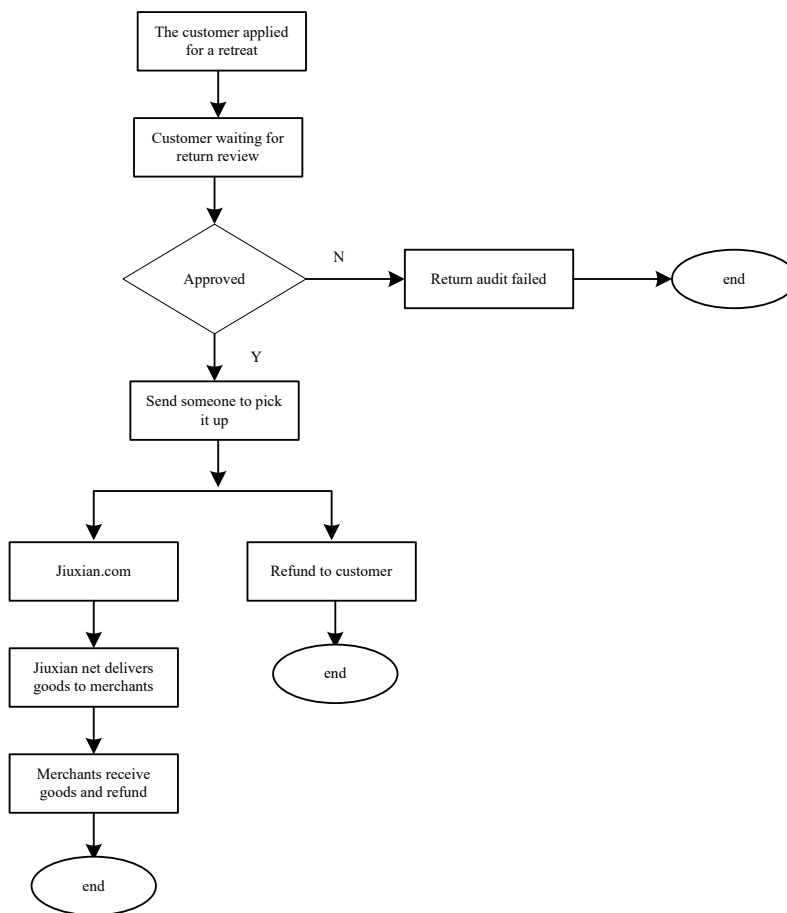 The customer applied
for a retreat
Customer waiting for
return review
Approved
N
Return audit failed
end
Y
Send someone to pick
it up
Jiuxian.com
Refund to customer
Jiuxian net delivers
goods to merchants
end
Merchants receive
goods and refund
end